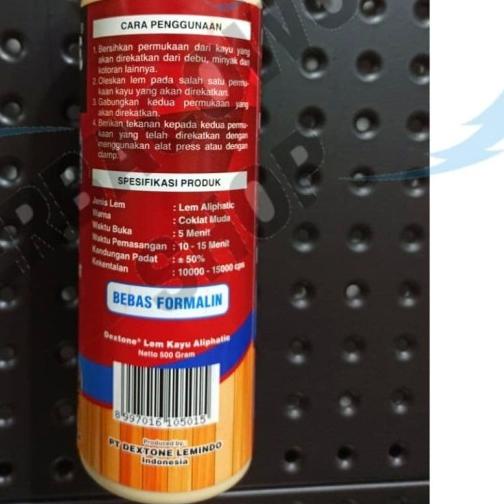 CARA PENGGUNAAN
1. Bersihkan permukaan dari kayu yang
akan direkatkan dari debu, minyak dan
kotoran lainnya.
2. Oleskan lem pada salah satu permu-
kaan kayu yang akan direkatkan.
3. Gabungkan kedua permukaan yang
akan direkatkan.
4. Berikan tekanan kepada kedua permu-
kaan yang telah direkatkan dengan
menggunakan alat press atau dengan
clamp.
SPESIFIKASI PRODUK
Jenis Lem : Lem Aliphatic
Warna : Coklat Muda
Waktu Buka : 5 Menit
Waktu Pemasangan : 10 - 15 Menit
Kandungan Padat : ± 50%
Kekentalan : 10000 - 15000 cps
BEBAS FORMALIN
Dextone® Lem Kayu Aliphatic
Netto 500 Gram
8 997016 105015
Produced by:
PT DEXTONE LEMINDO
Indonesia
SHOP